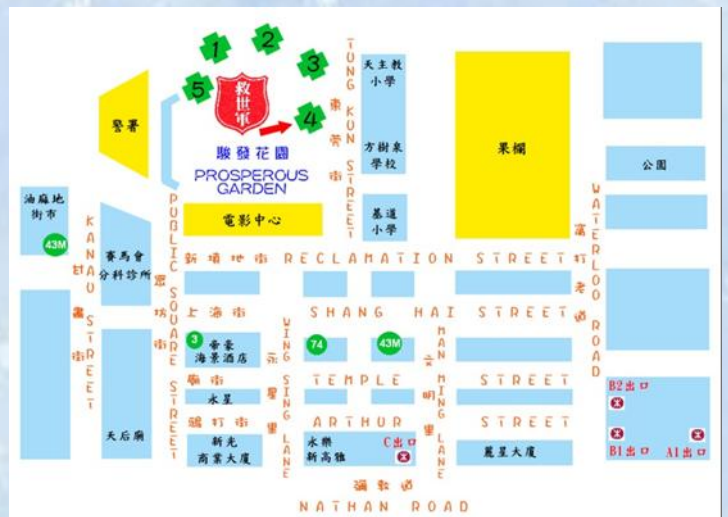 1
2
3
4
5
救世軍
駿發花園
PROSPEROUS
GARDEN
警署
東莞街
TUNG KUN STREET
天主教
小學
方樹泉
學校
基道
小學
果欄
公園
電影中心
油麻地
街市
43M
甘肅街
KANAU STREET
賽馬會
分科診所
眾坊街
PUBLIC SQUARE STREET
新填地街 RECLAMATION STREET
窩打老道
WATERLOO ROAD
上海街 SHANG HAI STREET
3
帝豪
海景酒店
永星里
WING SING LANE
74
43M
文明里
MAN MING LANE
廟街 TEMPLE STREET
永星
鴉打街 ARTHUR STREET
天后廟
新光
商業大廈
永樂
新高雅
C出口
麗星大廈
B2出口
B1出口
A1出口
彌敦道
NATHAN ROAD